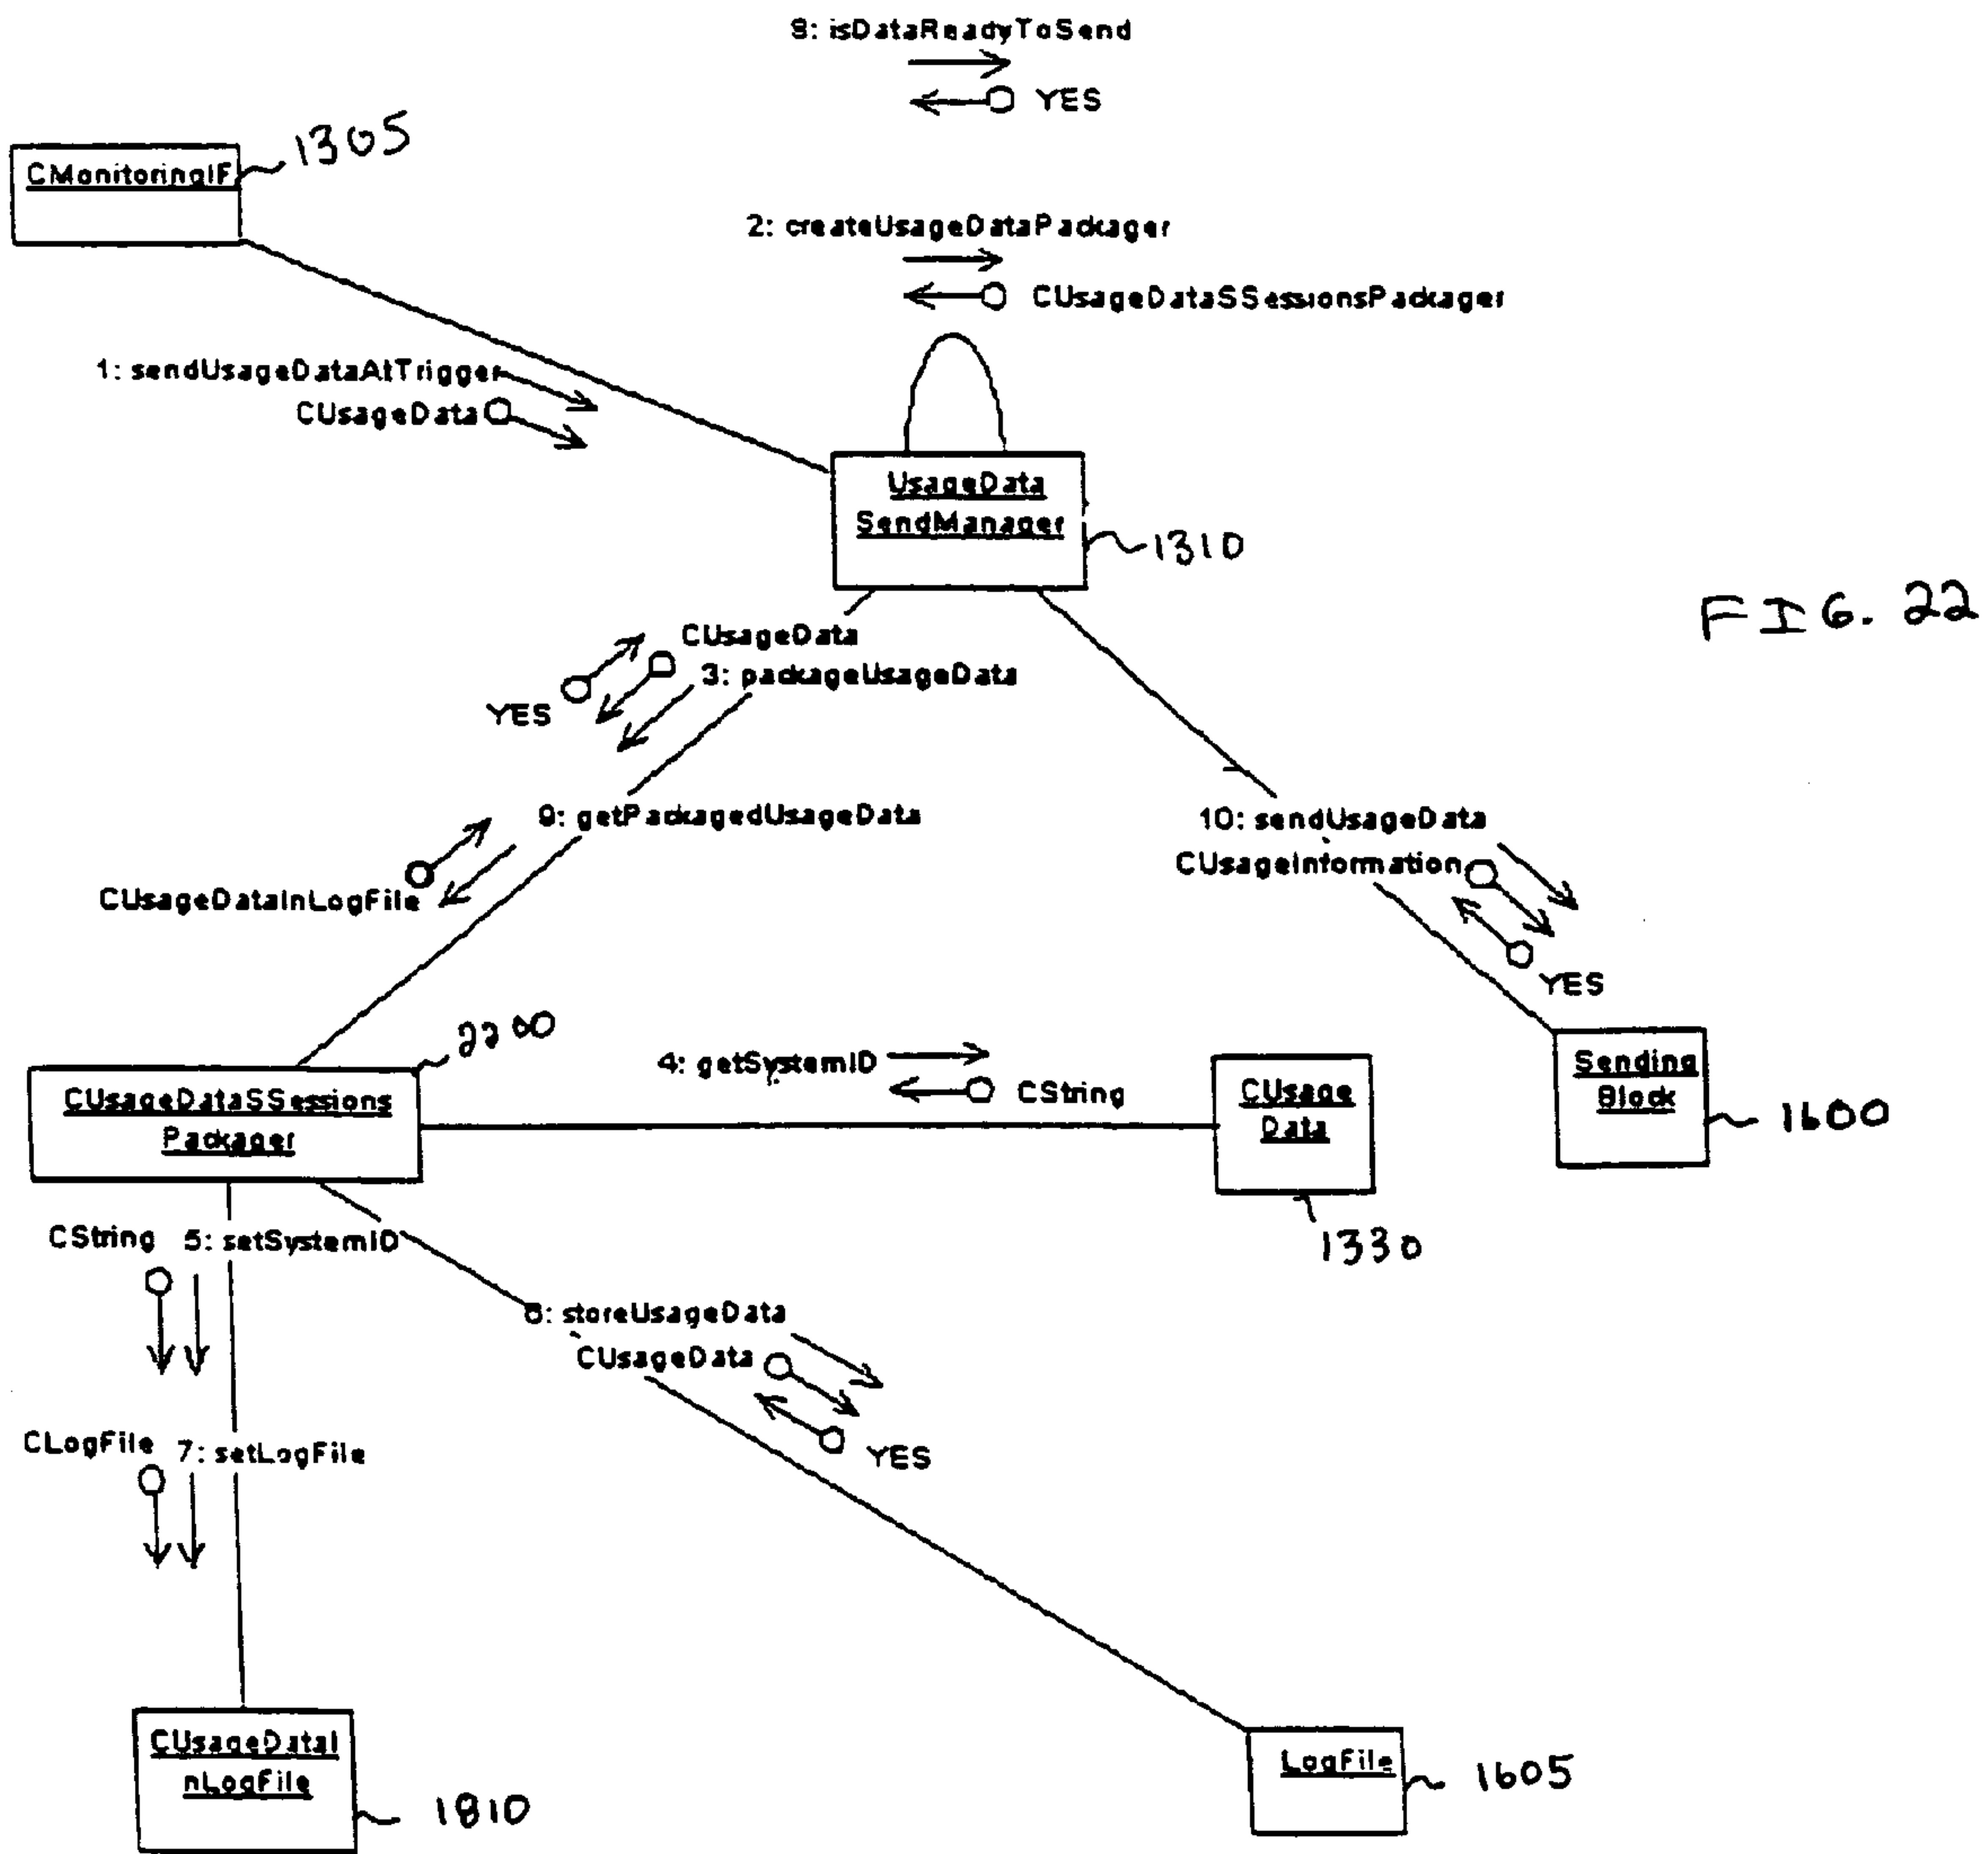 8: isDataReadyToSend
YES
1305
CMonitoringIF
2: createUsageDataPackager
CUsageDataSSessionsPackager
1: sendUsageDataAtTrigger
CUsageData
UsageData
SendManager
1310
FIG. 22
CUsageData
3: packageUsageData
YES
9: getPackagedUsageData
CUsageDataInLogFile
10: sendUsageData
CUsageInformation
YES
2200
CUsageDataSSessions
Packager
4: getSystemID
CString
CUsage
Data
1330
Sending
Block
1600
CString 5: setSystemID
6: storeUsageData
CUsageData
YES
CLogFile 7: setLogFile
CUsageDataI
nLogFile
1810
LogFile
1605